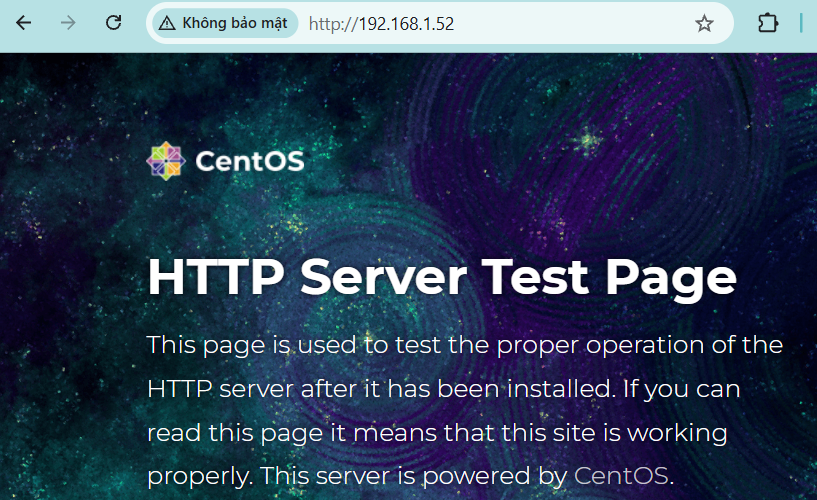 Không bảo mật http://192.168.1.52
CentOS
HTTP Server Test Page
This page is used to test the proper operation of the
HTTP server after it has been installed. If you can
read this page it means that this site is working
properly. This server is powered by CentOS.